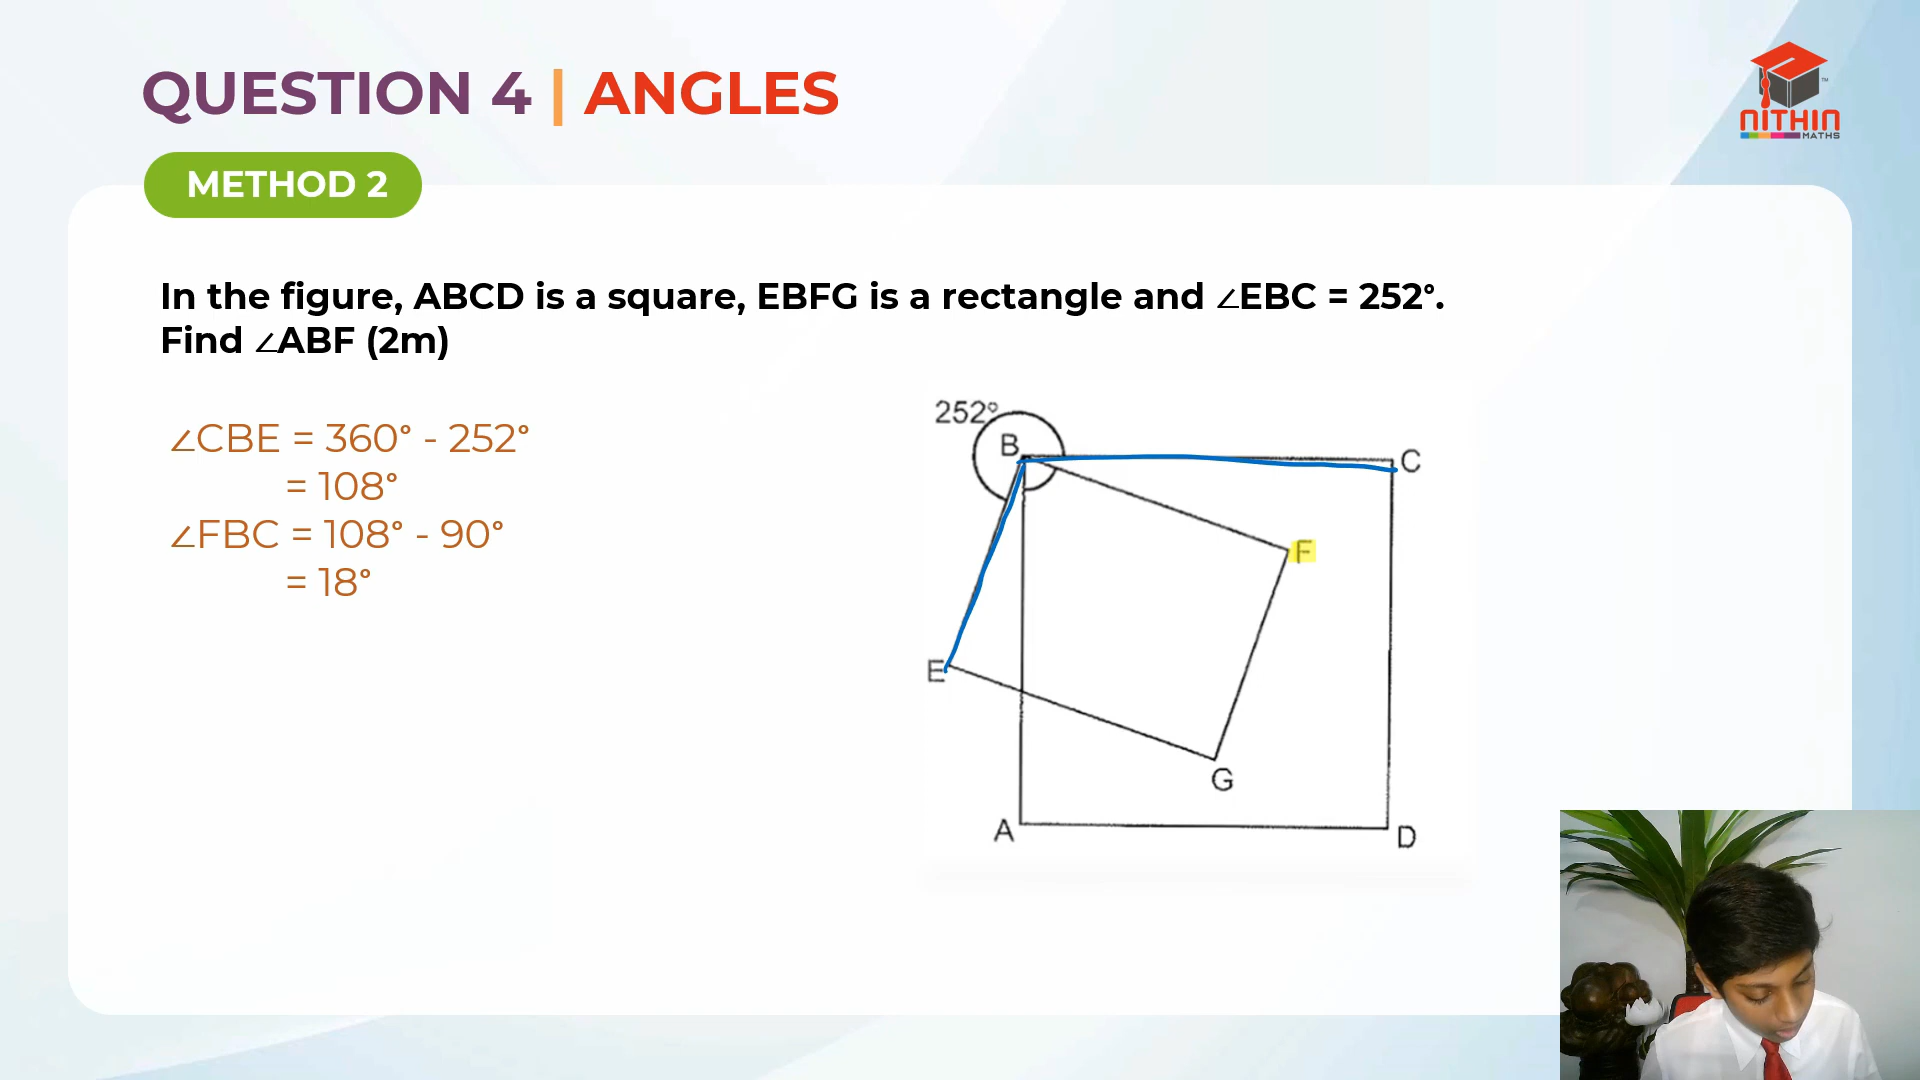 QUESTION 4 | ANGLES
NITHIN
MATHS
TM
METHOD 2
In the figure, ABCD is a square, EBFG is a rectangle and ∠EBC = 252°.
Find ∠ABF (2m)
∠CBE = 360° - 252°
= 108°
∠FBC = 108° - 90°
= 18°
252°
B
C
F
E
G
A
D